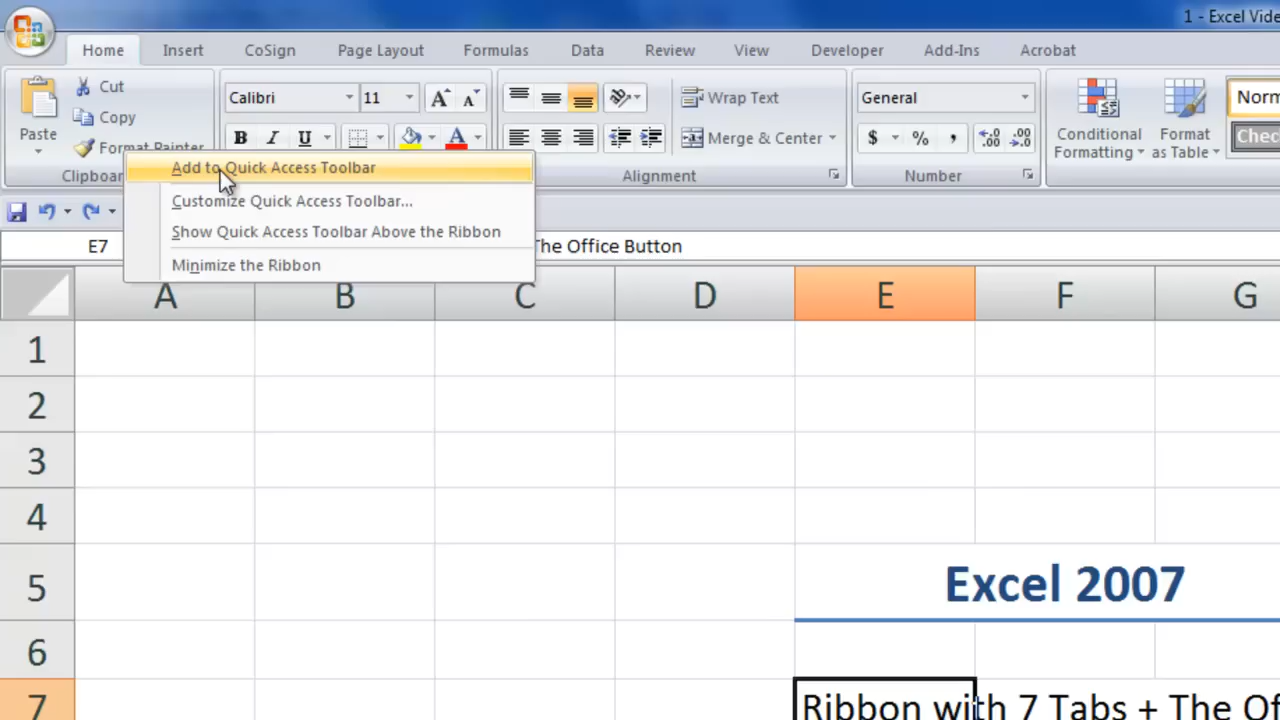 1 - Excel Vide
Home Insert CoSign Page Layout Formulas Data Review View Developer Add-Ins Acrobat
Cut
Calibri 11 A A Wrap Text General Norm
Copy
Paste Format Painter B I U A Merge & Center $ % , .00 .00 Conditional Formatting Format as Table Chec
Clipboar Alignment Number
Add to Quick Access Toolbar
Customize Quick Access Toolbar...
Show Quick Access Toolbar Above the Ribbon
Minimize the Ribbon
E7 The Office Button
A B C D E F G
1
2
3
4
5 Excel 2007
6
7 Ribbon with 7 Tabs + The Of